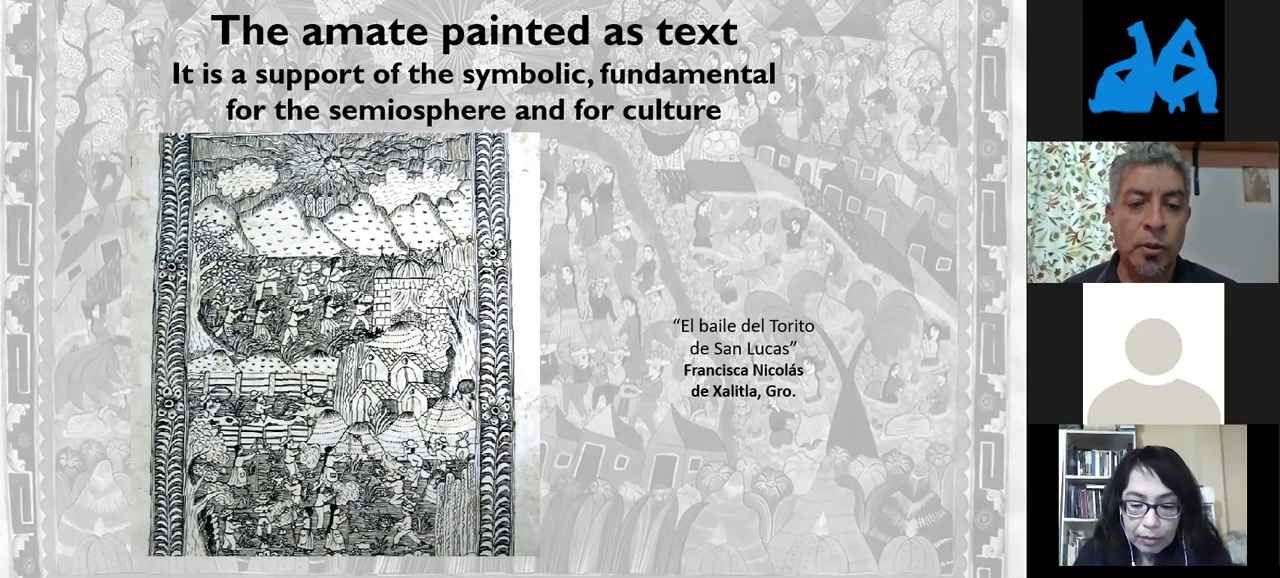 The amate painted as text
It is a support of the symbolic, fundamental
for the semiosphere and for culture
“El baile del Torito
de San Lucas”
Francisca Nicolás
de Xalitla, Gro.